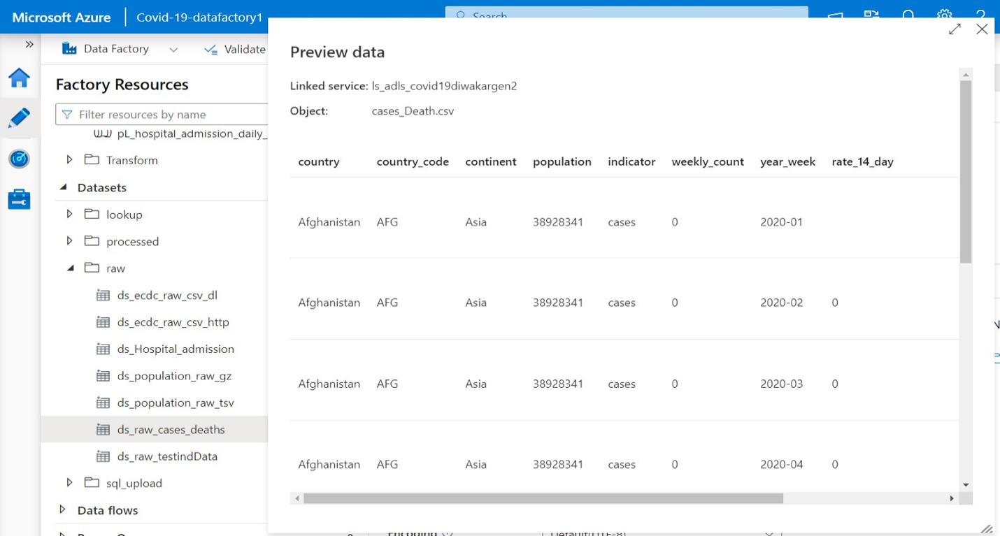 Microsoft Azure Covid-19-datafactory1 Search
Data Factory Validate
Factory Resources
Filter resources by name
pL_hospital_admission_daily_
Transform
Datasets
lookup
processed
raw
ds_ecdc_raw_csv_dl
ds_ecdc_raw_csv_http
ds_Hospital_admission
ds_population_raw_gz
ds_population_raw_tsv
ds_raw_cases_deaths
ds_raw_testindData
sql_upload
Data flows
Preview data
Linked service: ls_adls_covid19diwakargen2
Object: cases_Death.csv
country country_code continent population indicator weekly_count year_week rate_14_day
Afghanistan AFG Asia 38928341 cases 0 2020-01
Afghanistan AFG Asia 38928341 cases 0 2020-02 0
Afghanistan AFG Asia 38928341 cases 0 2020-03 0
Afghanistan AFG Asia 38928341 cases 0 2020-04 0
Encoding Default(UTF-8)